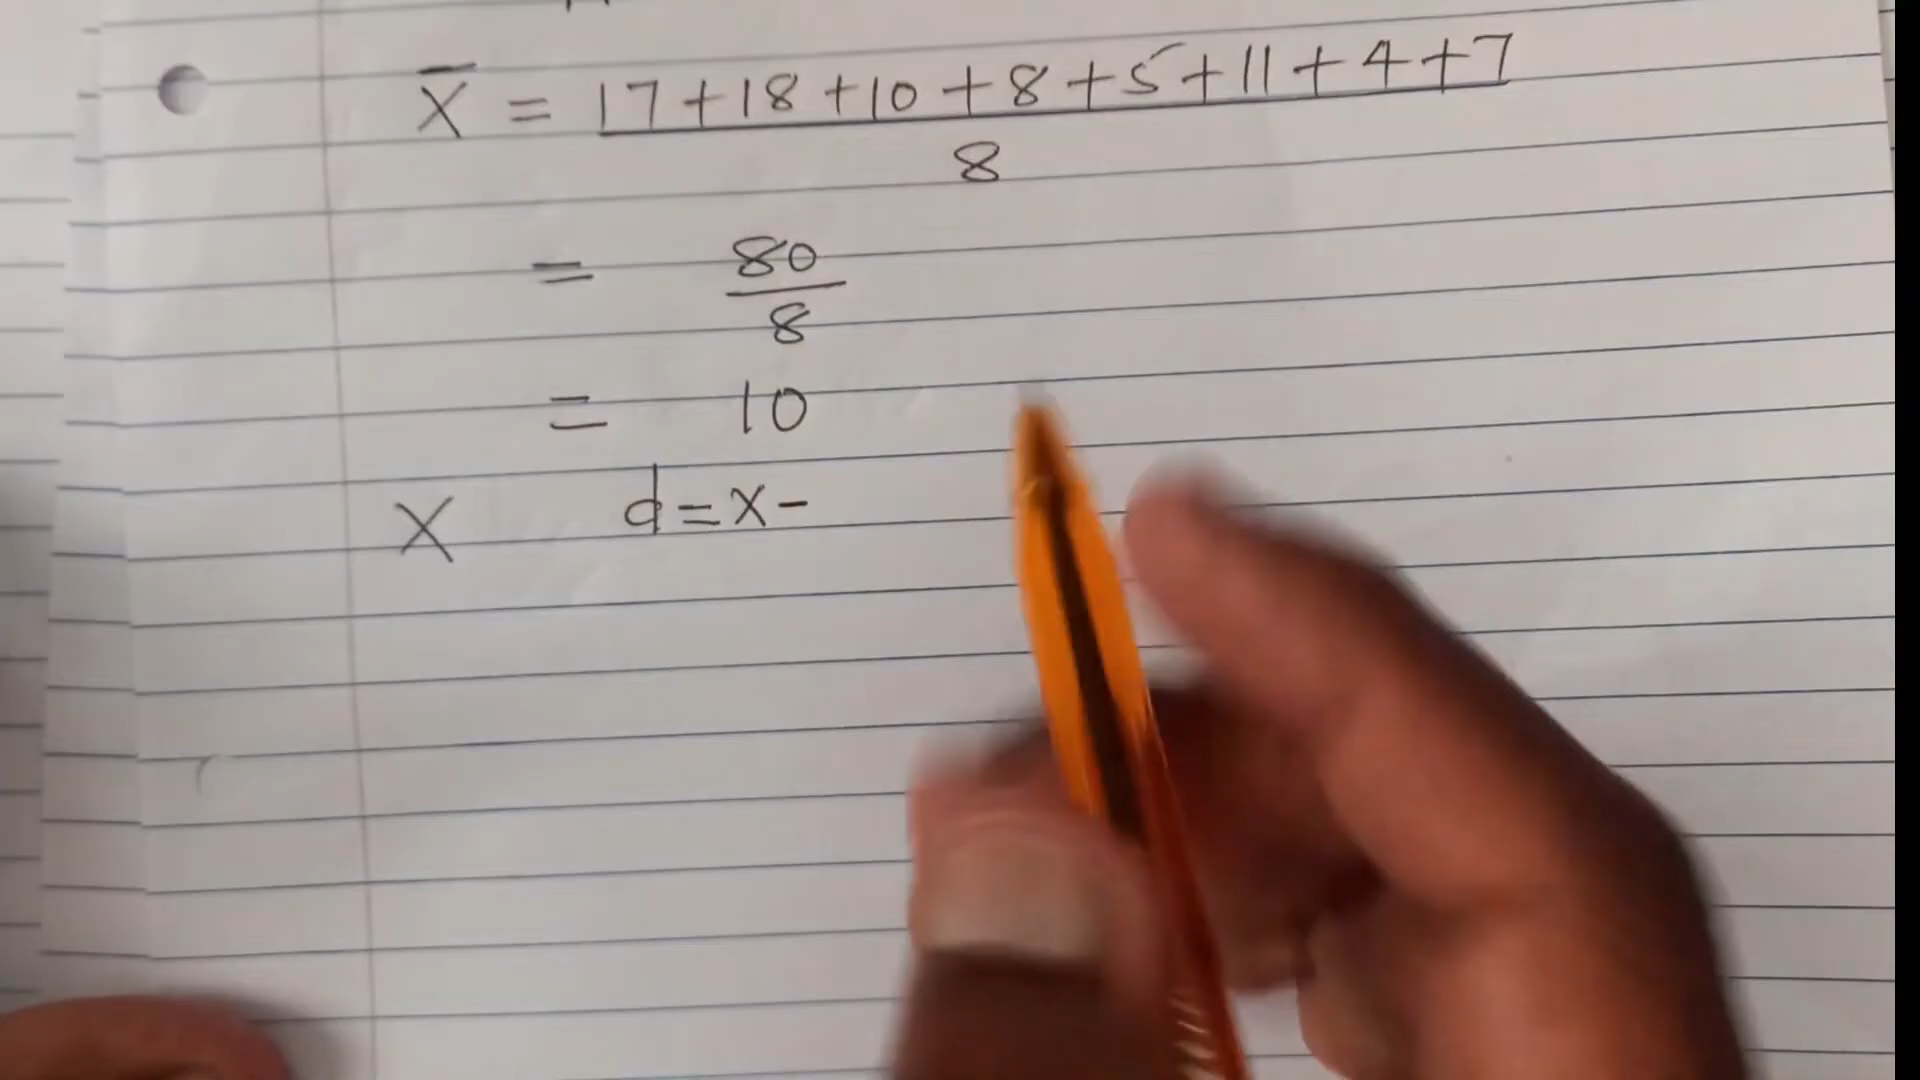 X̄ = 17+18+10+8+5+11+4+7
8
= 80
8
= 10
X d=x-